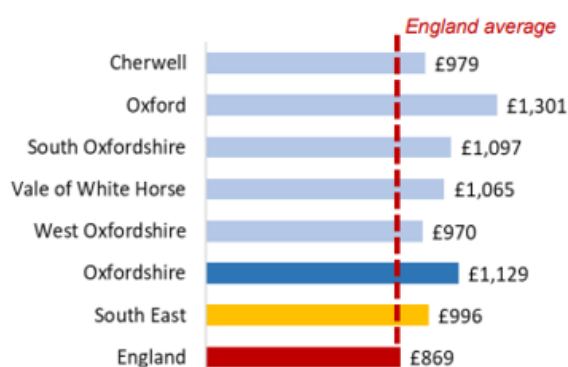 England average
Cherwell £979
Oxford £1,301
South Oxfordshire £1,097
Vale of White Horse £1,065
West Oxfordshire £970
Oxfordshire £1,129
South East £996
England £869